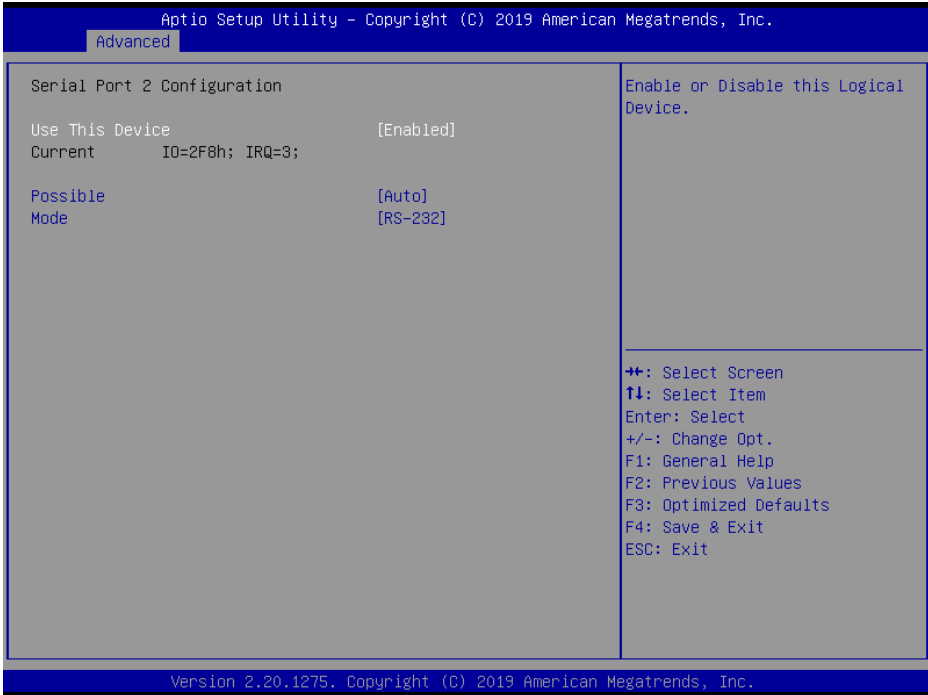 Aptio Setup Utility – Copyright (C) 2019 American Megatrends, Inc.
Advanced
Serial Port 2 Configuration
Use This Device [Enabled]
Current IO=2F8h; IRQ=3;
Possible [Auto]
Mode [RS-232]
Enable or Disable this Logical
Device.
→←: Select Screen
↑↓: Select Item
Enter: Select
+/-: Change Opt.
F1: General Help
F2: Previous Values
F3: Optimized Defaults
F4: Save & Exit
ESC: Exit
Version 2.20.1275. Copyright (C) 2019 American Megatrends, Inc.